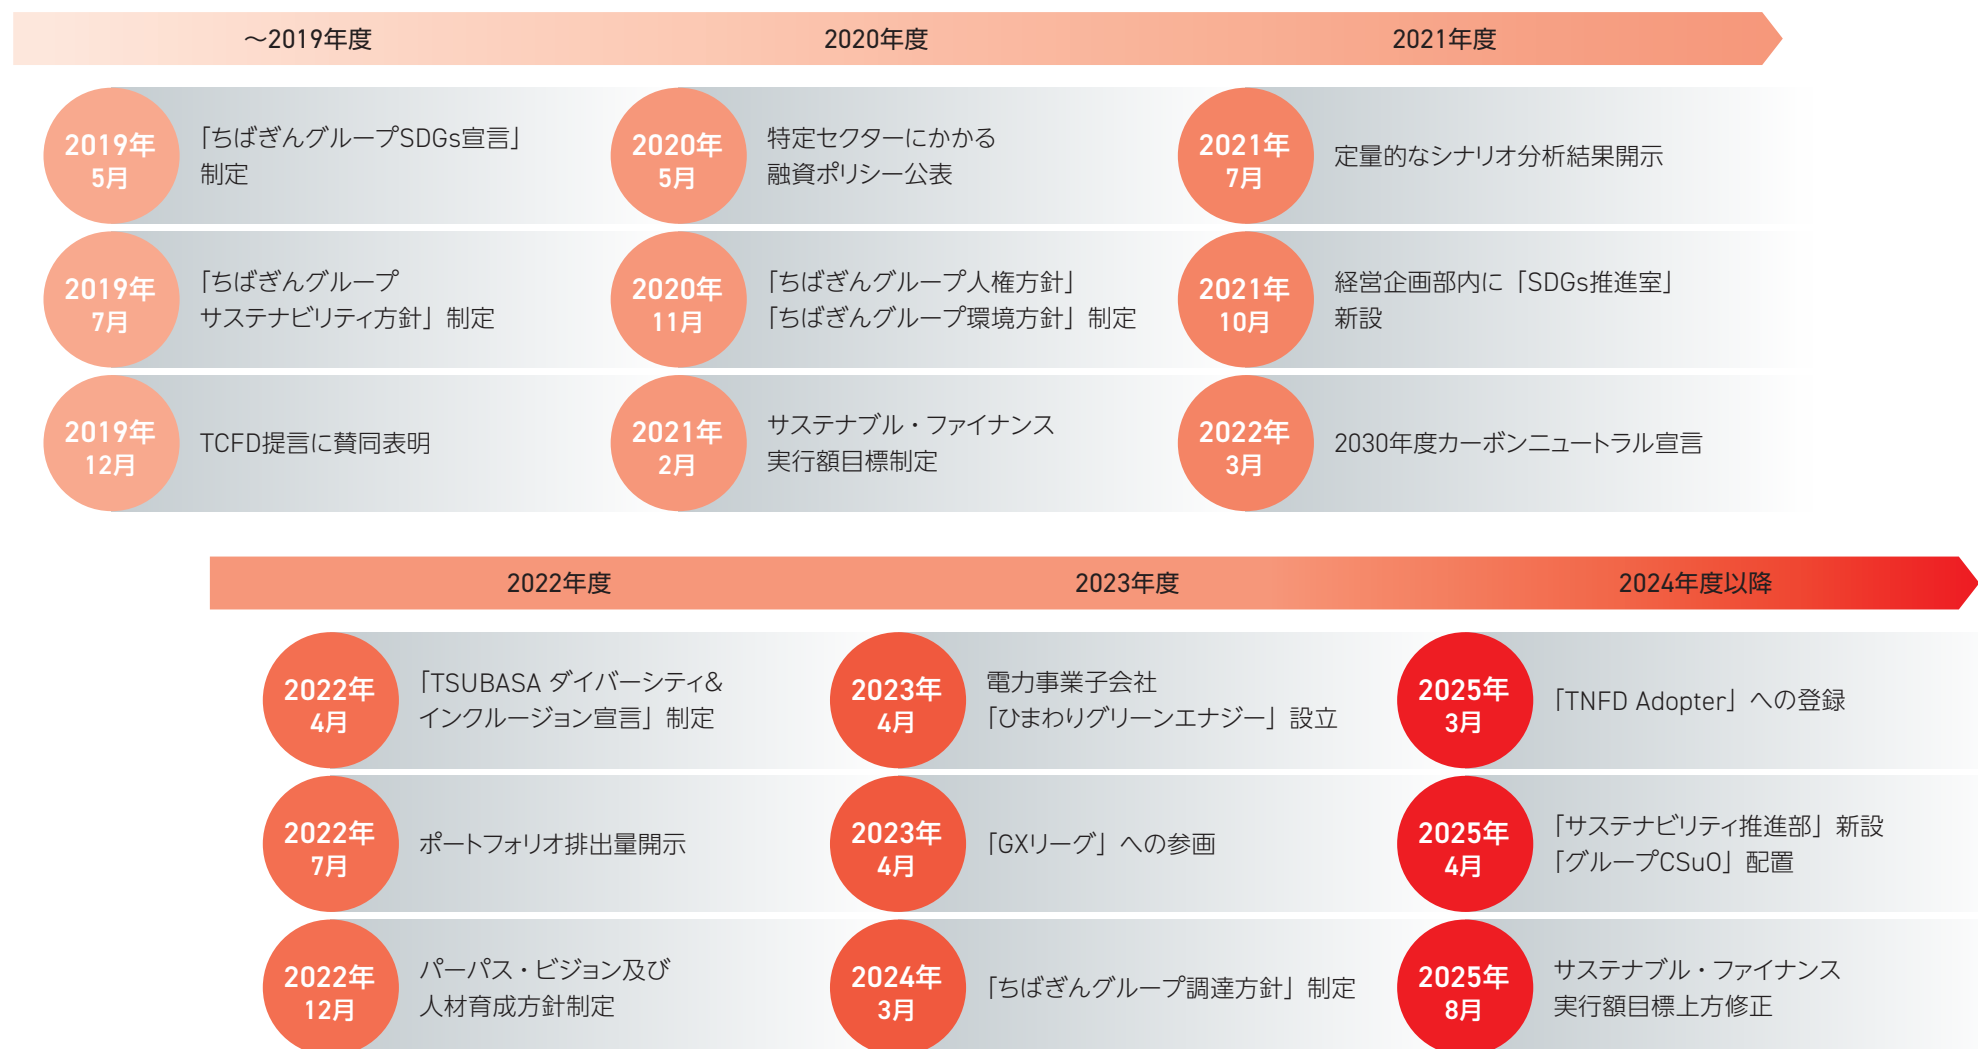 ～2019年度
2020年度
2021年度
2019年
5月
「ちばぎんグループSDGs宣言」
制定
2020年
5月
特定セクターにかかる
融資ポリシー公表
2021年
7月
定量的なシナリオ分析結果開示
2019年
7月
「ちばぎんグループ
サステナビリティ方針」制定
2020年
11月
「ちばぎんグループ人権方針」
「ちばぎんグループ環境方針」制定
2021年
10月
経営企画部内に「SDGs推進室」
新設
2019年
12月
TCFD提言に賛同表明
2021年
2月
サステナブル・ファイナンス
実行額目標制定
2022年
3月
2030年度カーボンニュートラル宣言
2022年度
2023年度
2024年度以降
2022年
4月
「TSUBASA ダイバーシティ&
インクルージョン宣言」制定
2023年
4月
電力事業子会社
「ひまわりグリーンエナジー」設立
2025年
3月
「TNFD Adopter」への登録
2022年
7月
ポートフォリオ排出量開示
2023年
4月
「GXリーグ」への参画
2025年
4月
「サステナビリティ推進部」新設
「グループCSuO」配置
2022年
12月
パーパス・ビジョン及び
人材育成方針制定
2024年
3月
「ちばぎんグループ調達方針」制定
2025年
8月
サステナブル・ファイナンス
実行額目標上方修正